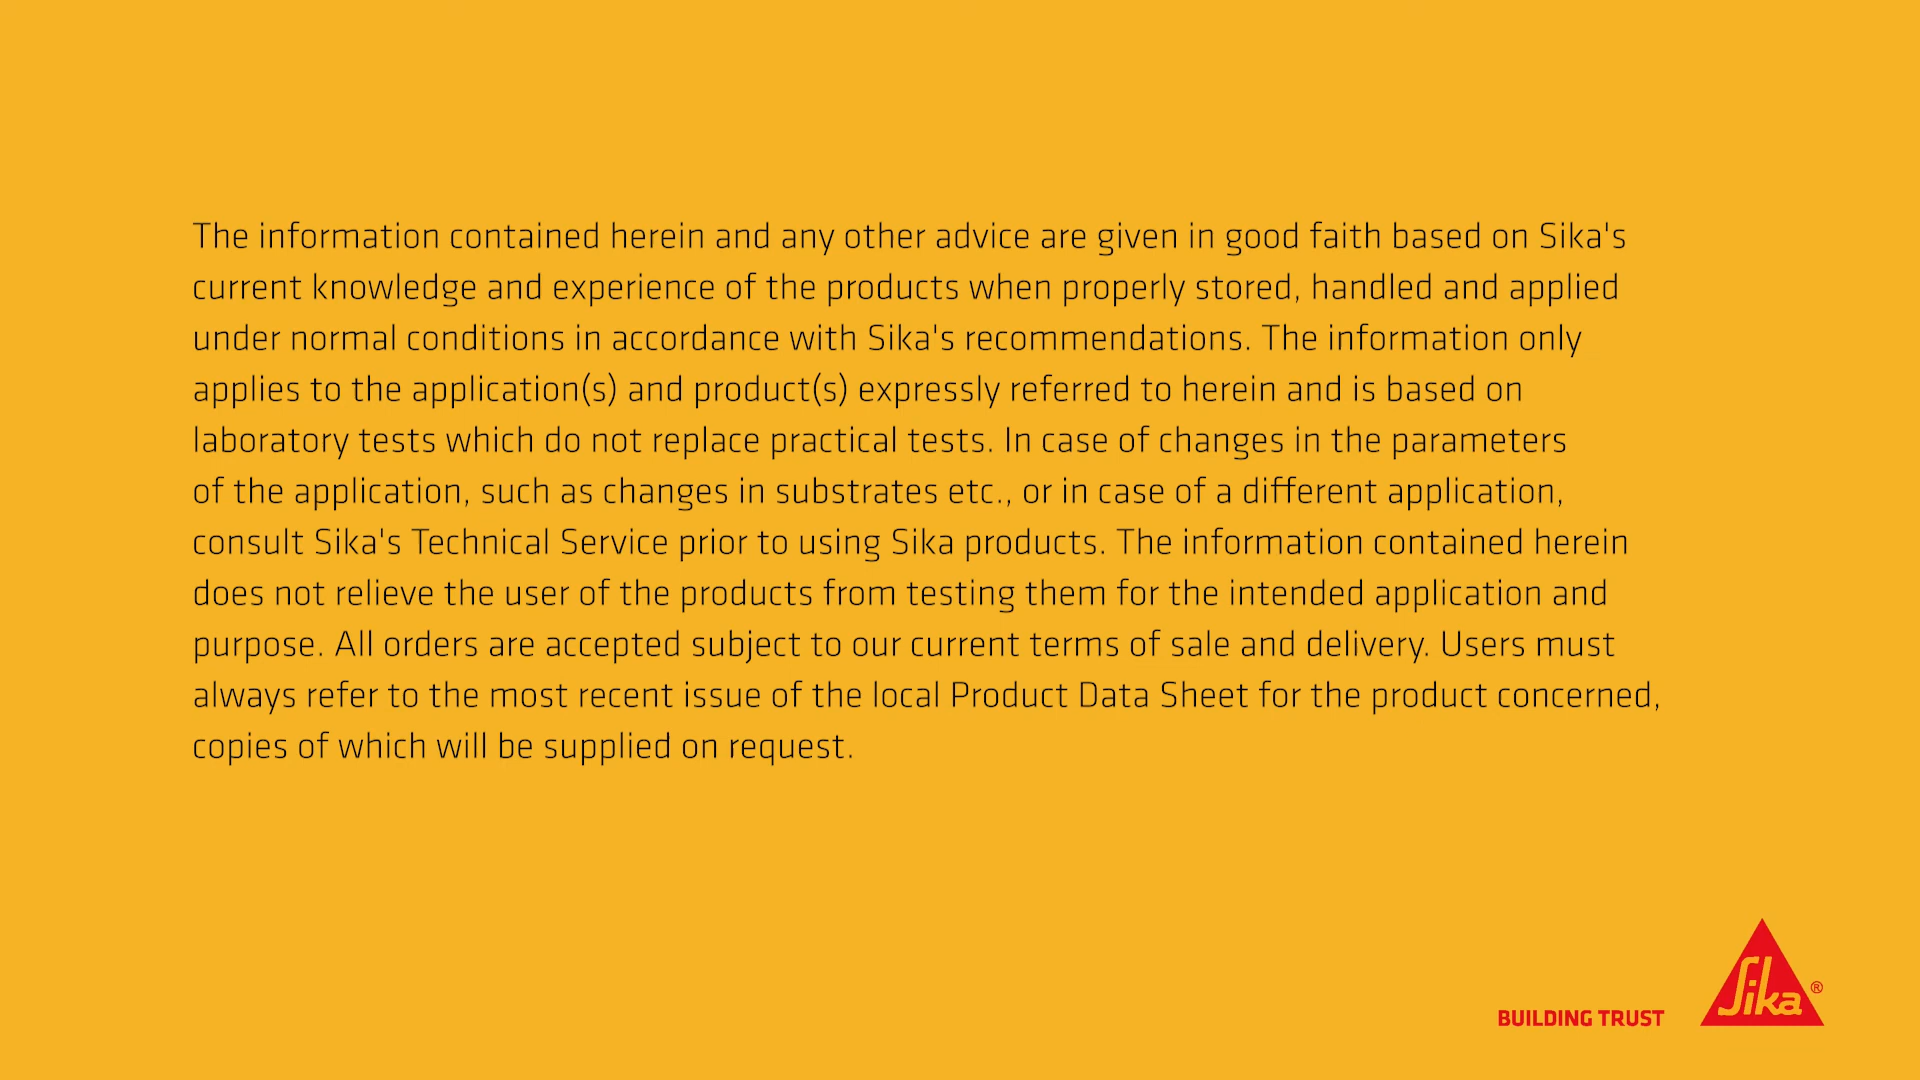 The information contained herein and any other advice are given in good faith based on Sika's
current knowledge and experience of the products when properly stored, handled and applied
under normal conditions in accordance with Sika's recommendations. The information only
applies to the application(s) and product(s) expressly referred to herein and is based on
laboratory tests which do not replace practical tests. In case of changes in the parameters
of the application, such as changes in substrates etc., or in case of a different application,
consult Sika's Technical Service prior to using Sika products. The information contained herein
does not relieve the user of the products from testing them for the intended application and
purpose. All orders are accepted subject to our current terms of sale and delivery. Users must
always refer to the most recent issue of the local Product Data Sheet for the product concerned,
copies of which will be supplied on request.
BUILDING TRUST
Sika®